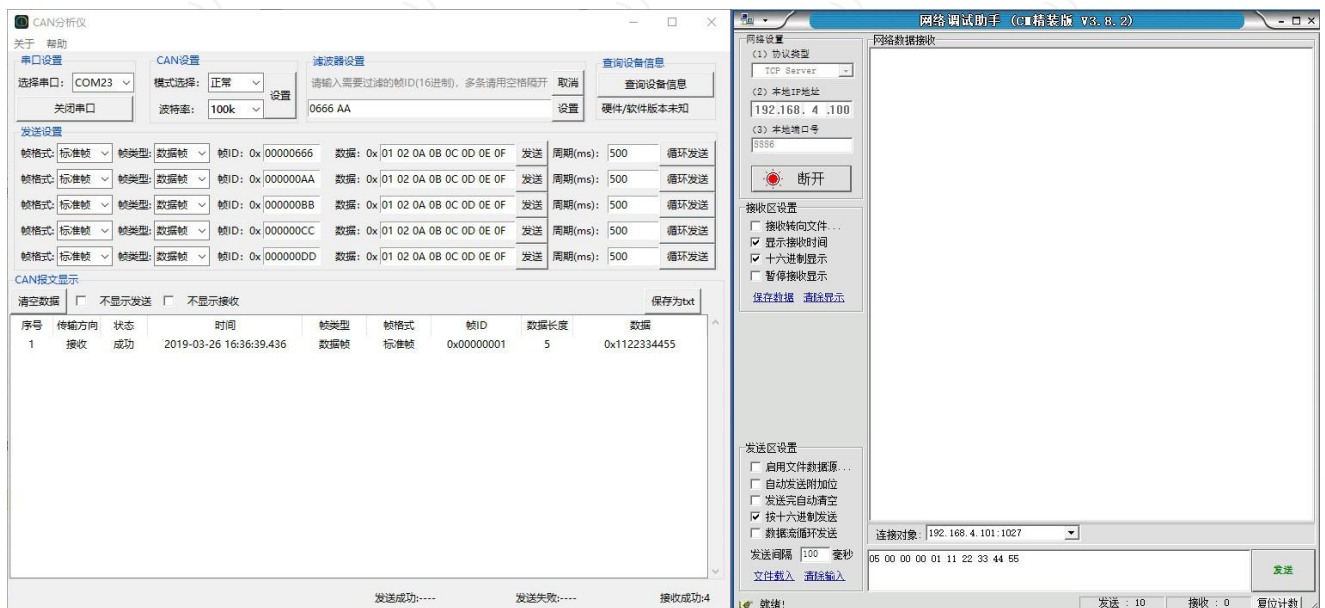 CAN分析仪
关于 帮助
串口设置
选择串口: COM23
关闭串口
CAN设置
模式选择: 正常
波特率: 100k
设置
滤波器设置
请输入需要过滤的帧ID(16进制), 多条请用空格隔开 取消
0666 AA 设置
查询设备信息
查询设备信息
硬件/软件版本未知
发送设置
帧格式: 标准帧 帧类型: 数据帧 帧ID: 0x 00000666 数据: 0x 01 02 0A 0B 0C 0D 0E 0F 发送 周期(ms): 500 循环发送
帧格式: 标准帧 帧类型: 数据帧 帧ID: 0x 000000AA 数据: 0x 01 02 0A 0B 0C 0D 0E 0F 发送 周期(ms): 500 循环发送
帧格式: 标准帧 帧类型: 数据帧 帧ID: 0x 000000BB 数据: 0x 01 02 0A 0B 0C 0D 0E 0F 发送 周期(ms): 500 循环发送
帧格式: 标准帧 帧类型: 数据帧 帧ID: 0x 000000CC 数据: 0x 01 02 0A 0B 0C 0D 0E 0F 发送 周期(ms): 500 循环发送
帧格式: 标准帧 帧类型: 数据帧 帧ID: 0x 000000DD 数据: 0x 01 02 0A 0B 0C 0D 0E 0F 发送 周期(ms): 500 循环发送
CAN报文显示
清空数据 不显示发送 不显示接收 保存为txt
序号 传输方向 状态 时间 帧类型 帧格式 帧ID 数据长度 数据
1 接收 成功 2019-03-26 16:36:39.436 数据帧 标准帧 0x00000001 5 0x1122334455
发送成功:---- 发送失败:---- 接收成功:4
网络调试助手 (C精装版 V3.8.2)
网络设置
(1) 协议类型
TCP Server
(2) 本地IP地址
192.168. 4 .100
(3) 本地端口号
断开
接收区设置
接收转向文件...
显示接收时间
十六进制显示
暂停接收显示
保存数据 清除显示
发送区设置
启用文件数据源...
自动发送附加位
发送完自动清空
按十六进制发送
数据流循环发送
发送间隔 100 毫秒
文件载入 清除输入
网络数据接收
连接对象: 192.168.4.101:1027
05 00 00 00 01 11 22 33 44 55
发送
就绪! 发送 : 10 接收 : 0 复位计数